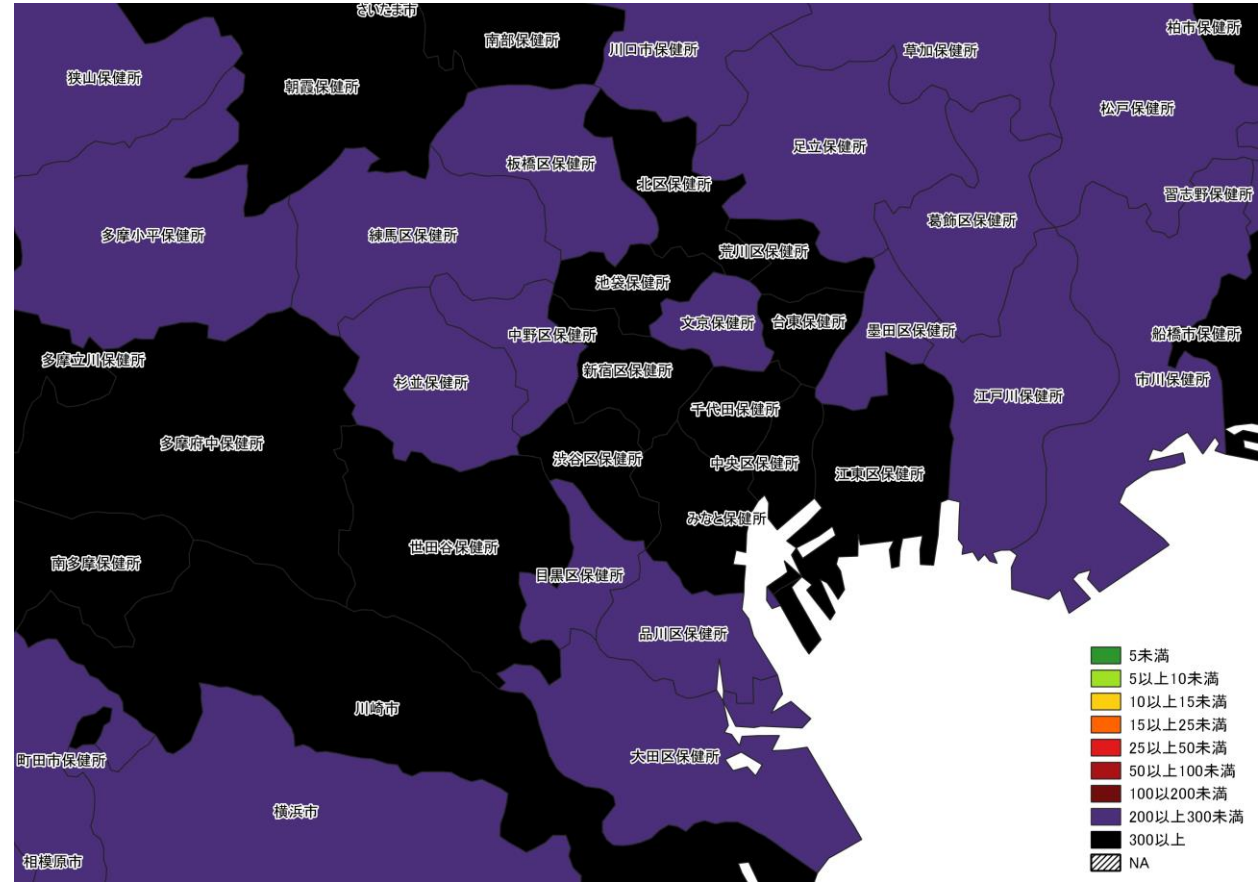 さいたま市
柏市保健所
南部保健所
川口市保健所
草加保健所
狭山保健所
朝霞保健所
松戸保健所
足立保健所
板橋区保健所
北区保健所
習志野保健所
葛飾区保健所
多摩小平保健所
練馬区保健所
荒川区保健所
池袋保健所
文京保健所
台東保健所
墨田区保健所
中野区保健所
船橋市保健所
多摩立川保健所
新宿区保健所
市川保健所
杉並保健所
江戸川保健所
千代田保健所
多摩府中保健所
渋谷区保健所
中央区保健所
江東区保健所
みなと保健所
世田谷保健所
南多摩保健所
目黒区保健所
品川区保健所
川崎市
大田区保健所
町田市保健所
横浜市
相模原市
5未満
5以上10未満
10以上15未満
15以上25未満
25以上50未満
50以上100未満
100以200未満
200以上300未満
300以上
NA